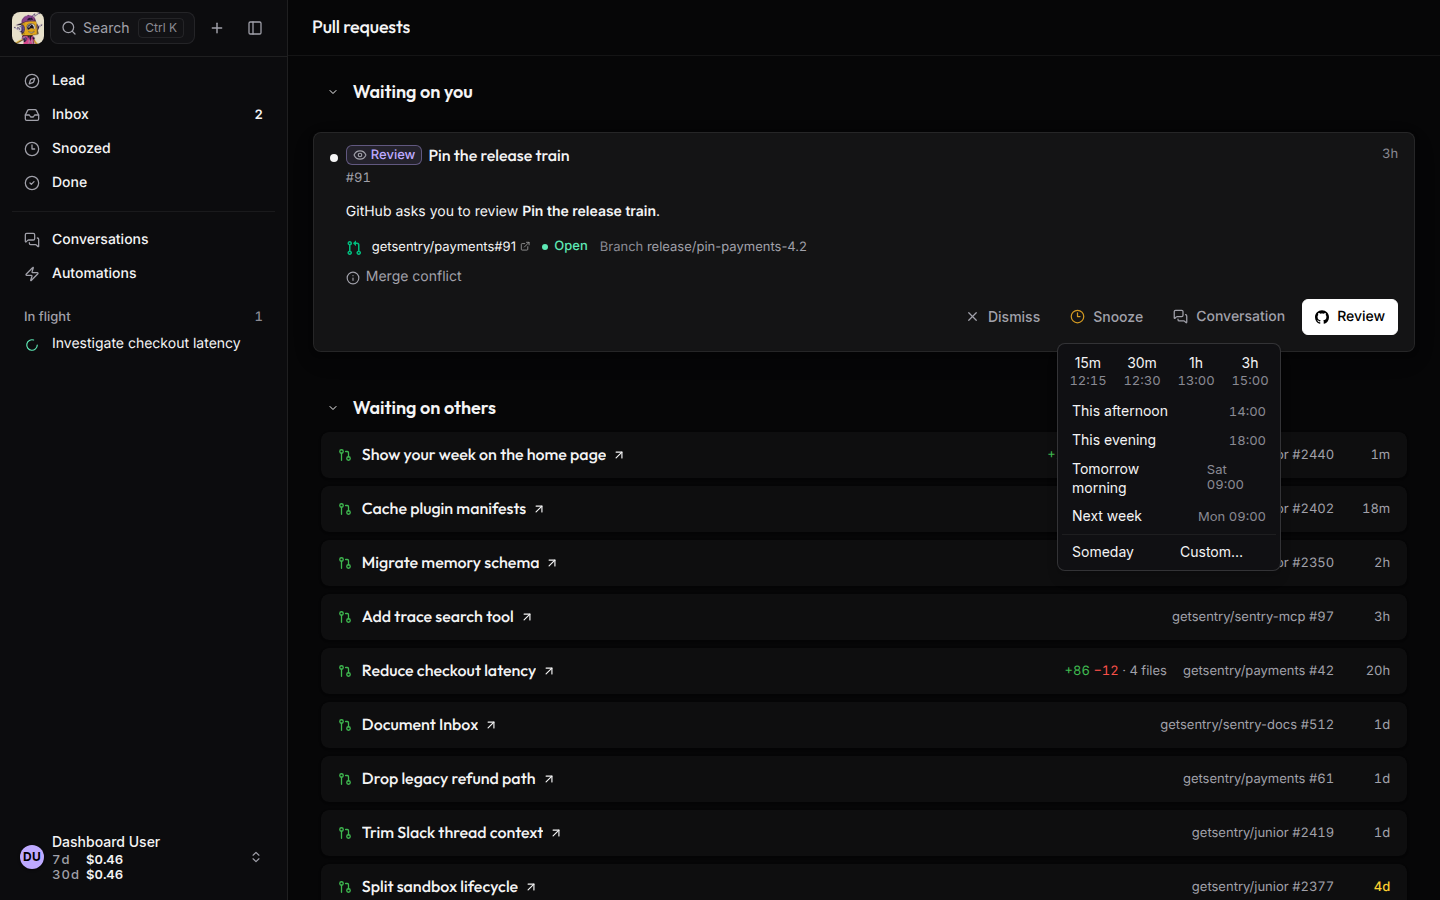 Search Ctrl K
Lead
Inbox 2
Snoozed
Done
Conversations
Automations
In flight 1
Investigate checkout latency
DU
Dashboard User
7d $0.46
30d $0.46
Pull requests
Waiting on you
Review Pin the release train 3h
#91
GitHub asks you to review Pin the release train.
getsentry/payments#91 Open Branch release/pin-payments-4.2
Merge conflict
Dismiss Snooze Conversation Review
15m 30m 1h 3h
12:15 12:30 13:00 15:00
This afternoon 14:00
This evening 18:00
Tomorrow morning Sat 09:00
Next week Mon 09:00
Someday Custom...
Waiting on others
Show your week on the home page + or #2440 1m
Cache plugin manifests or #2402 18m
Migrate memory schema or #2350 2h
Add trace search tool getsentry/sentry-mcp #97 3h
Reduce checkout latency +86 −12 · 4 files getsentry/payments #42 20h
Document Inbox getsentry/sentry-docs #512 1d
Drop legacy refund path getsentry/payments #61 1d
Trim Slack thread context getsentry/junior #2419 1d
Split sandbox lifecycle getsentry/junior #2377 4d